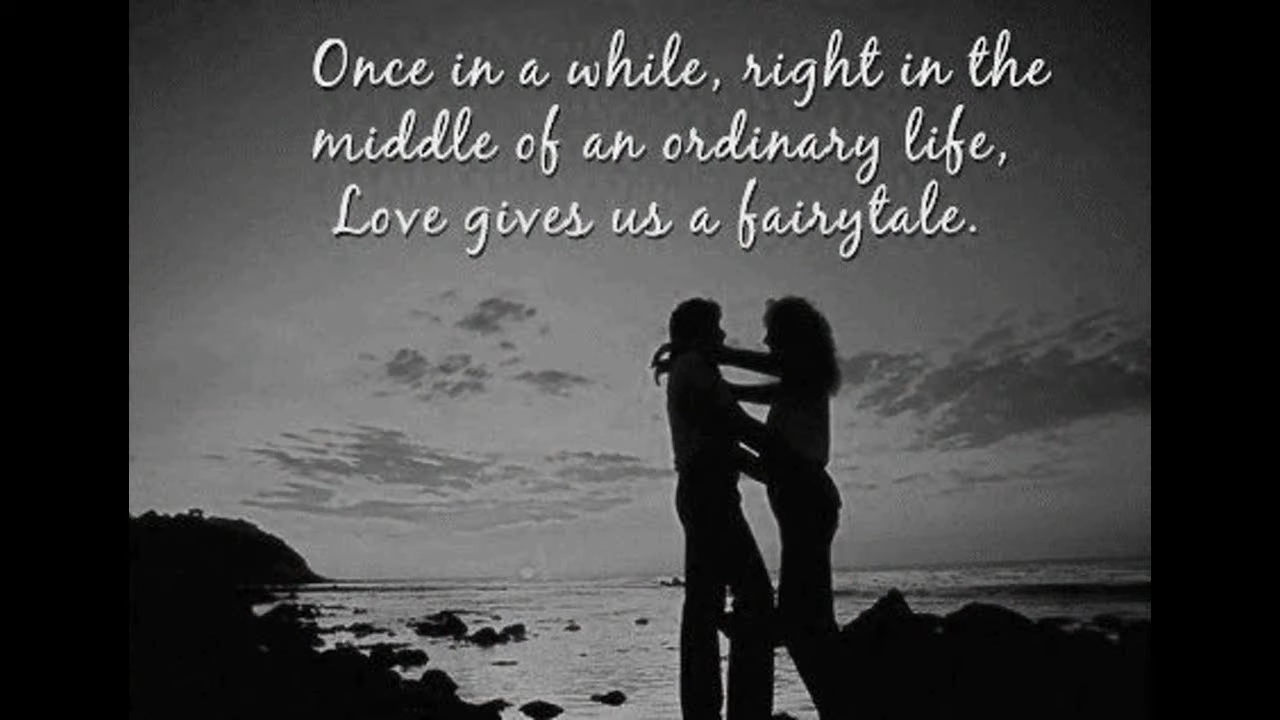 Once in a while, right in the
middle of an ordinary life,
Love gives us a fairytale.